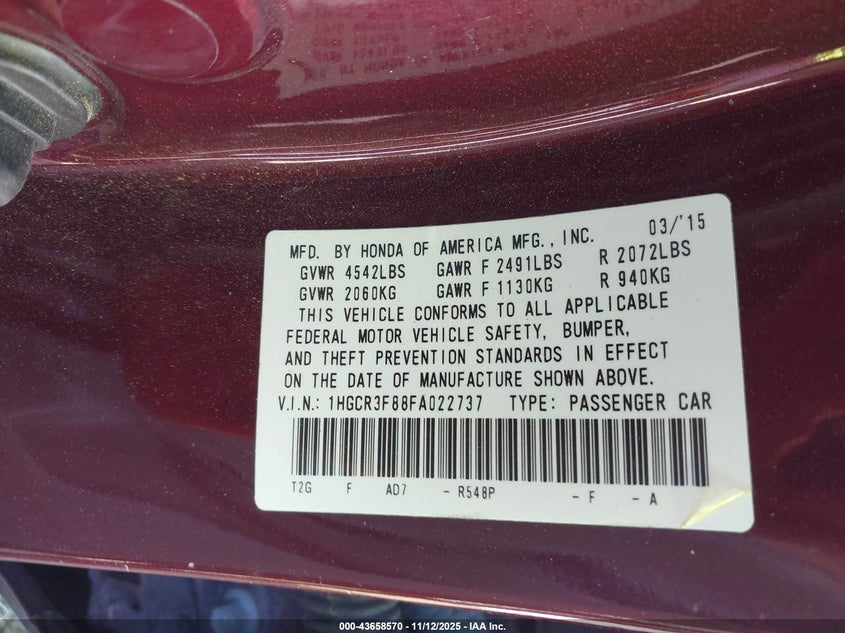 MFD. BY HONDA OF AMERICA MFG., INC. 03/'15
GVWR 4542LBS GAWR F 2491LBS R 2072LBS
GVWR 2060KG GAWR F 1130KG R 940KG
THIS VEHICLE CONFORMS TO ALL APPLICABLE
FEDERAL MOTOR VEHICLE SAFETY, BUMPER,
AND THEFT PREVENTION STANDARDS IN EFFECT
ON THE DATE OF MANUFACTURE SHOWN ABOVE.
V.I.N.: 1HGCR3F88FA022737 TYPE: PASSENGER CAR
T2G F AD7 - R548P - F - A
000-43658570 - 11/12/2025 - IAA Inc.